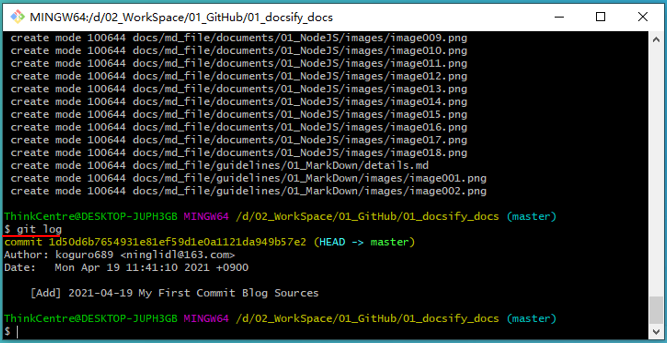 MINGW64:/d/02_WorkSpace/01_GitHub/01_docsify_docs
create mode 100644 docs/md_file/documents/01_NodeJS/images/image009.png
create mode 100644 docs/md_file/documents/01_NodeJS/images/image010.png
create mode 100644 docs/md_file/documents/01_NodeJS/images/image011.png
create mode 100644 docs/md_file/documents/01_NodeJS/images/image012.png
create mode 100644 docs/md_file/documents/01_NodeJS/images/image013.png
create mode 100644 docs/md_file/documents/01_NodeJS/images/image014.png
create mode 100644 docs/md_file/documents/01_NodeJS/images/image015.png
create mode 100644 docs/md_file/documents/01_NodeJS/images/image016.png
create mode 100644 docs/md_file/documents/01_NodeJS/images/image017.png
create mode 100644 docs/md_file/documents/01_NodeJS/images/image018.png
create mode 100644 docs/md_file/guidelines/01_MarkDown/details.md
create mode 100644 docs/md_file/guidelines/01_MarkDown/images/image001.png
create mode 100644 docs/md_file/guidelines/01_MarkDown/images/image002.png
ThinkCentre@DESKTOP-JUPH3GB MINGW64 /d/02_WorkSpace/01_GitHub/01_docsify_docs (master)
$ git log
commit 1d50d6b7654931e81ef59d1e0a1121da949b57e2 (HEAD -> master)
Author: koguro689 <ninglidl@163.com>
Date:   Mon Apr 19 11:41:10 2021 +0900
[Add] 2021-04-19 My First Commit Blog Sources
ThinkCentre@DESKTOP-JUPH3GB MINGW64 /d/02_WorkSpace/01_GitHub/01_docsify_docs (master)
$